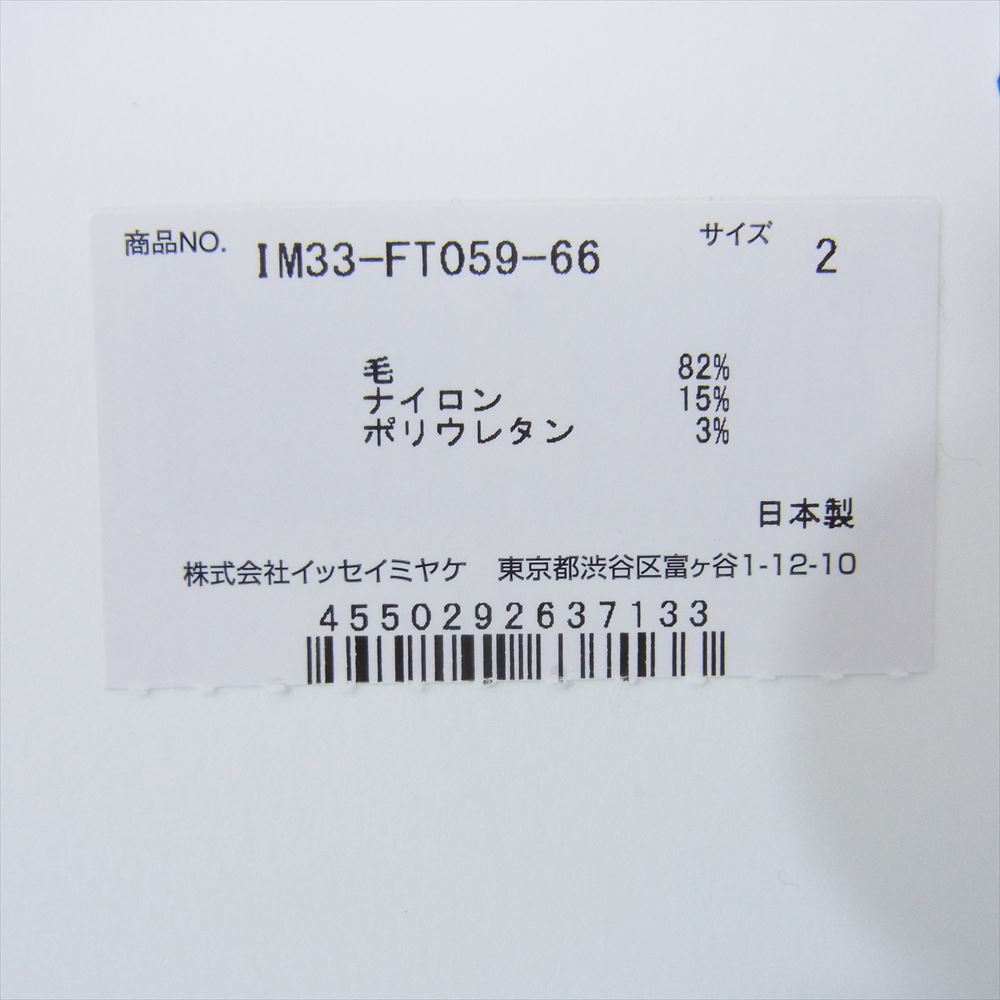 商品NO. IM33-FT059-66 サイズ 2
毛 82%
ナイロン 15%
ポリウレタン 3%
日本製
株式会社イッセイミヤケ 東京都渋谷区富ヶ谷1-12-10
4550292637133